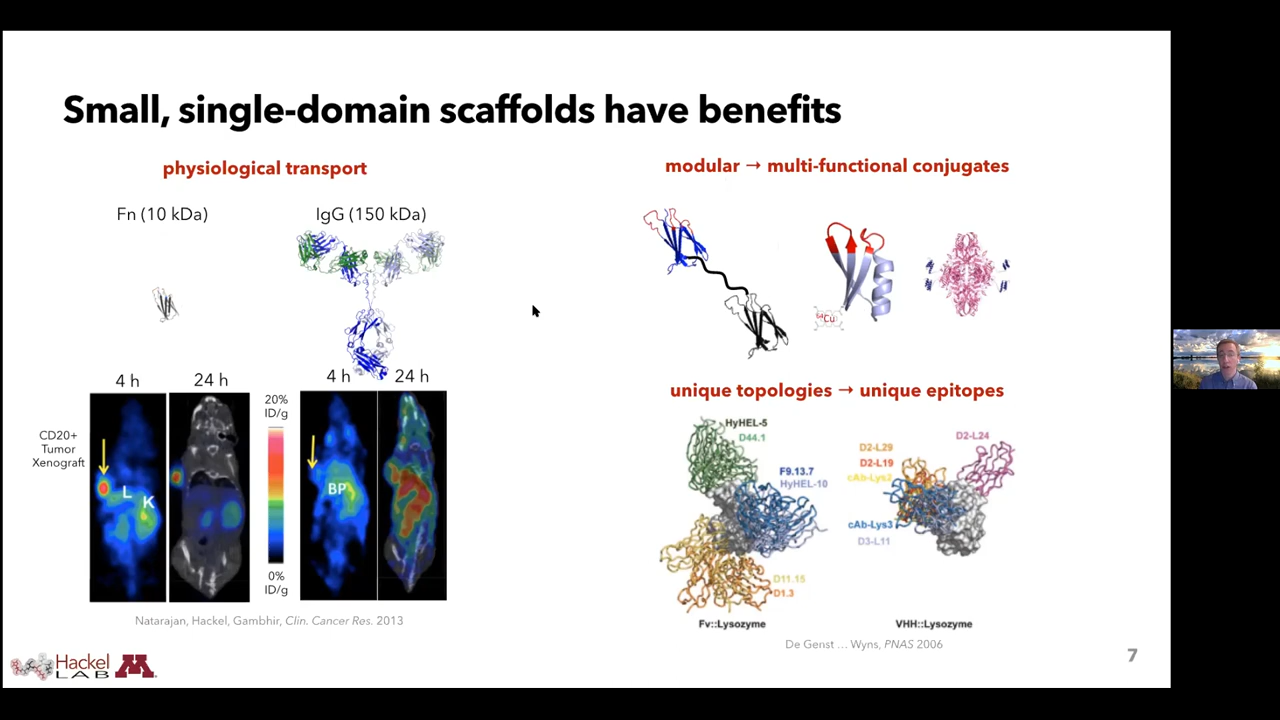 Small, single-domain scaffolds have benefits
physiological transport
Fn (10 kDa)
IgG (150 kDa)
4 h
24 h
4 h
24 h
CD20+
Tumor
Xenograft
L
K
20%
ID/g
0%
ID/g
BP
Natarajan, Hackel, Gambhir, Clin. Cancer Res. 2013
modular → multi-functional conjugates
64Cu
unique topologies → unique epitopes
HyHEL-5
D44.1
F9.13.7
HyHEL-10
D11.15
D1.3
Fv::Lysozyme
D2-L24
D2-L29
D2-L19
cAb-Lys2
cAb-Lys3
D3-L11
VHH::Lysozyme
De Genst ... Wyns, PNAS 2006
Hackel
LAB
M
7